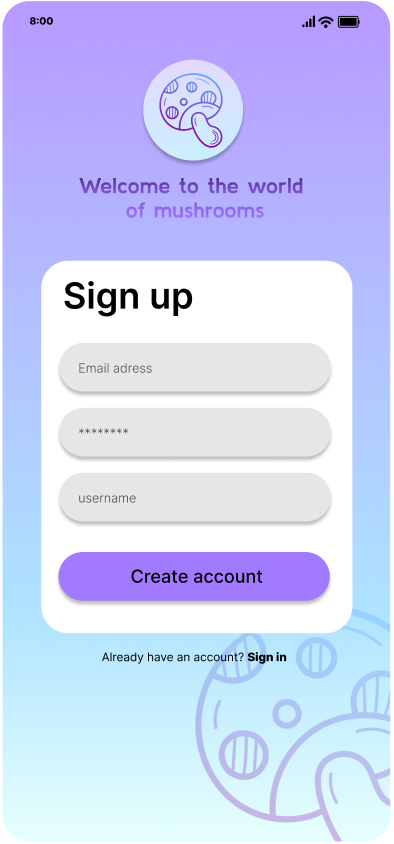 8:00
Welcome to the world
of mushrooms
Sign up
Email adress
********
username
Create account
Already have an account? Sign in